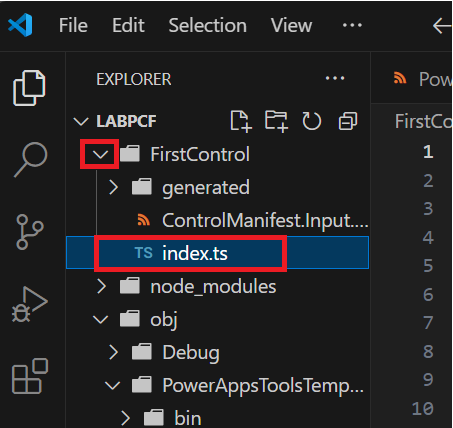 File Edit Selection View ...
EXPLORER ...
Pow
LABPCF
FirstCo
FirstControl
1
generated
2
ControlManifest.Input....
3
TS index.ts
4
5
node_modules
6
obj
7
Debug
8
PowerAppsToolsTemp...
9
bin
10